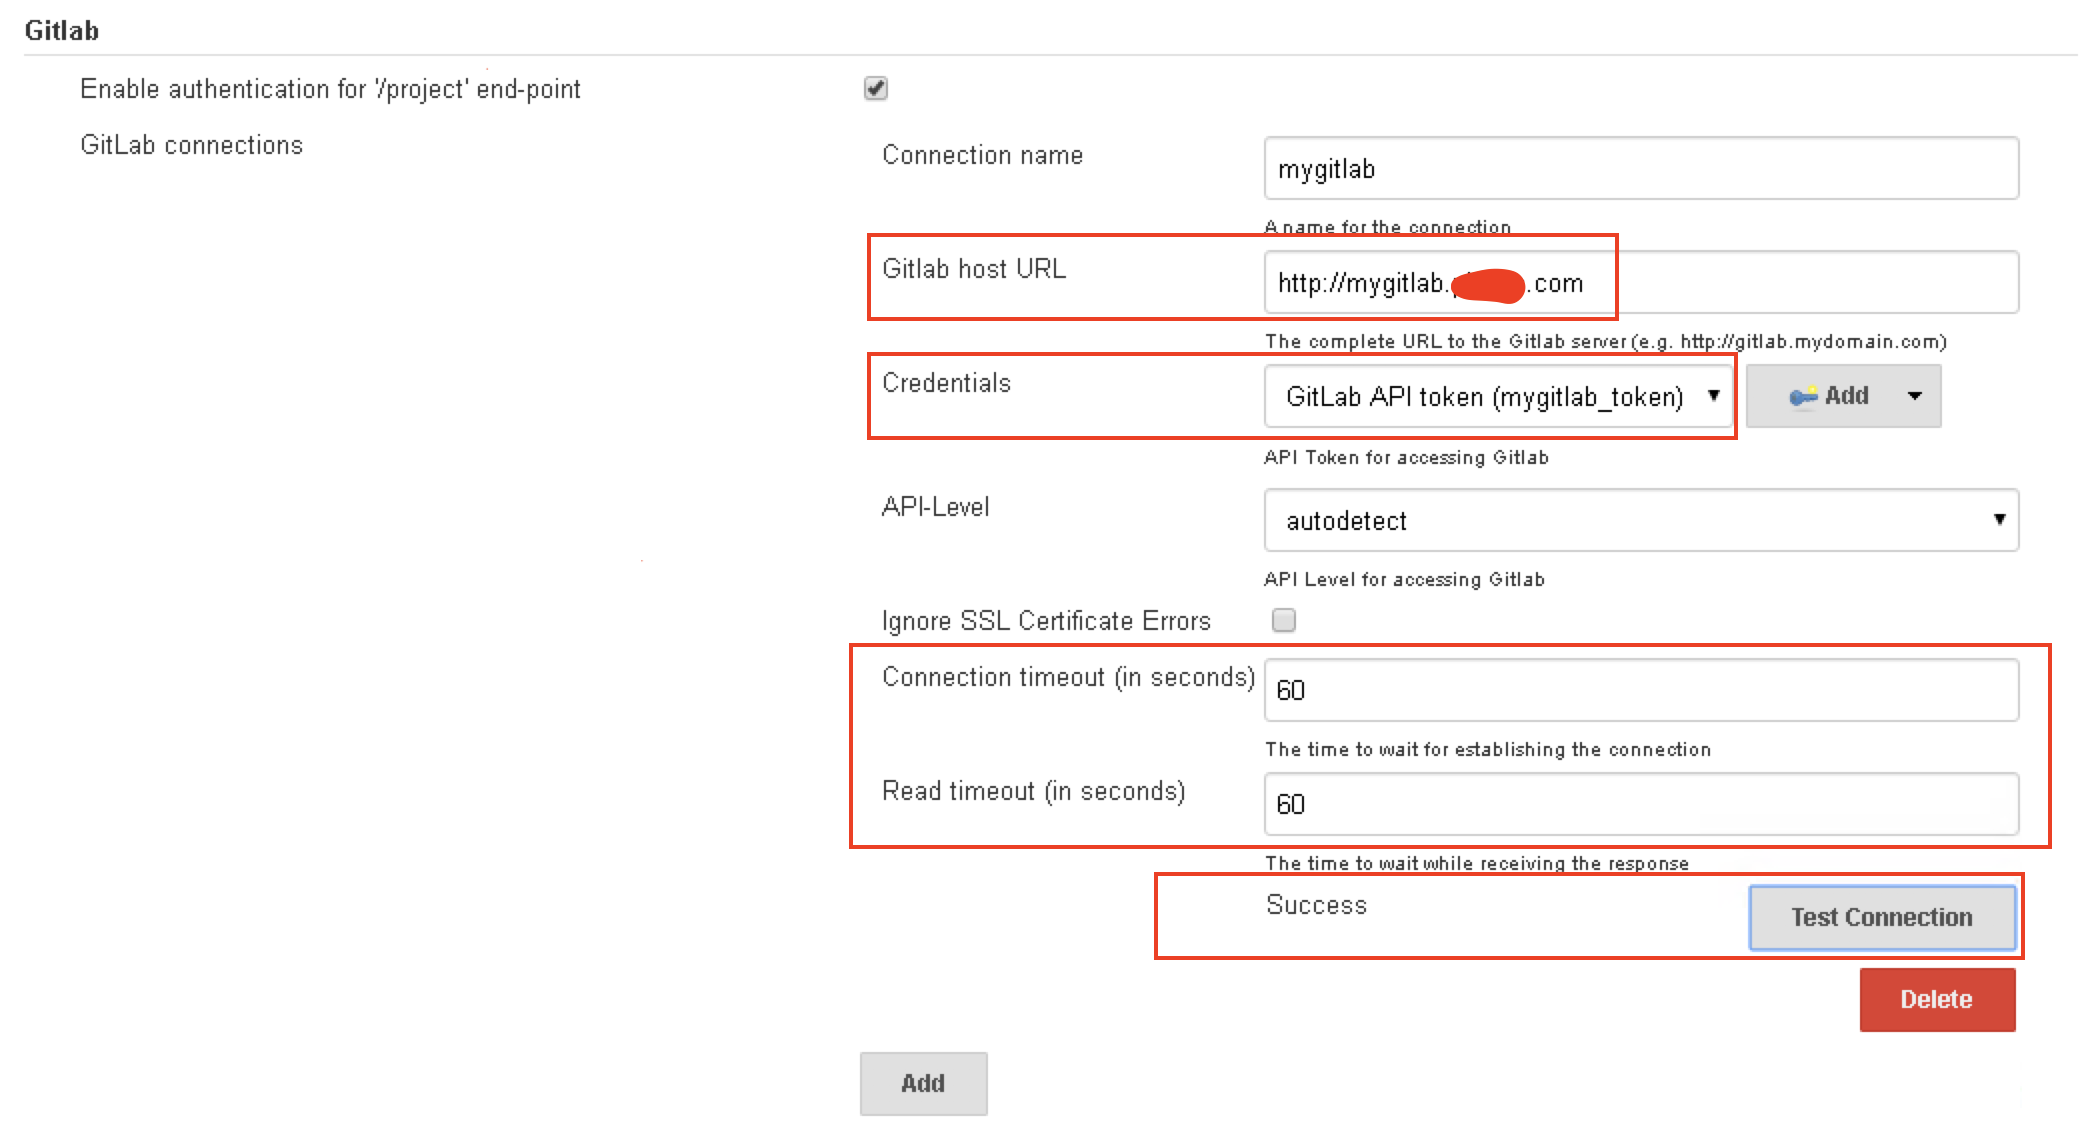 Gitlab
Enable authentication for '/project' end-point
GitLab connections
Connection name
mygitlab
A name for the connection
Gitlab host URL
http://mygitlab. .com
The complete URL to the Gitlab server (e.g. http://gitlab.mydomain.com)
Credentials
GitLab API token (mygitlab_token)
Add
API Token for accessing Gitlab
API-Level
autodetect
API Level for accessing Gitlab
Ignore SSL Certificate Errors
Connection timeout (in seconds)
60
The time to wait for establishing the connection
Read timeout (in seconds)
60
The time to wait while receiving the response
Success
Test Connection
Delete
Add